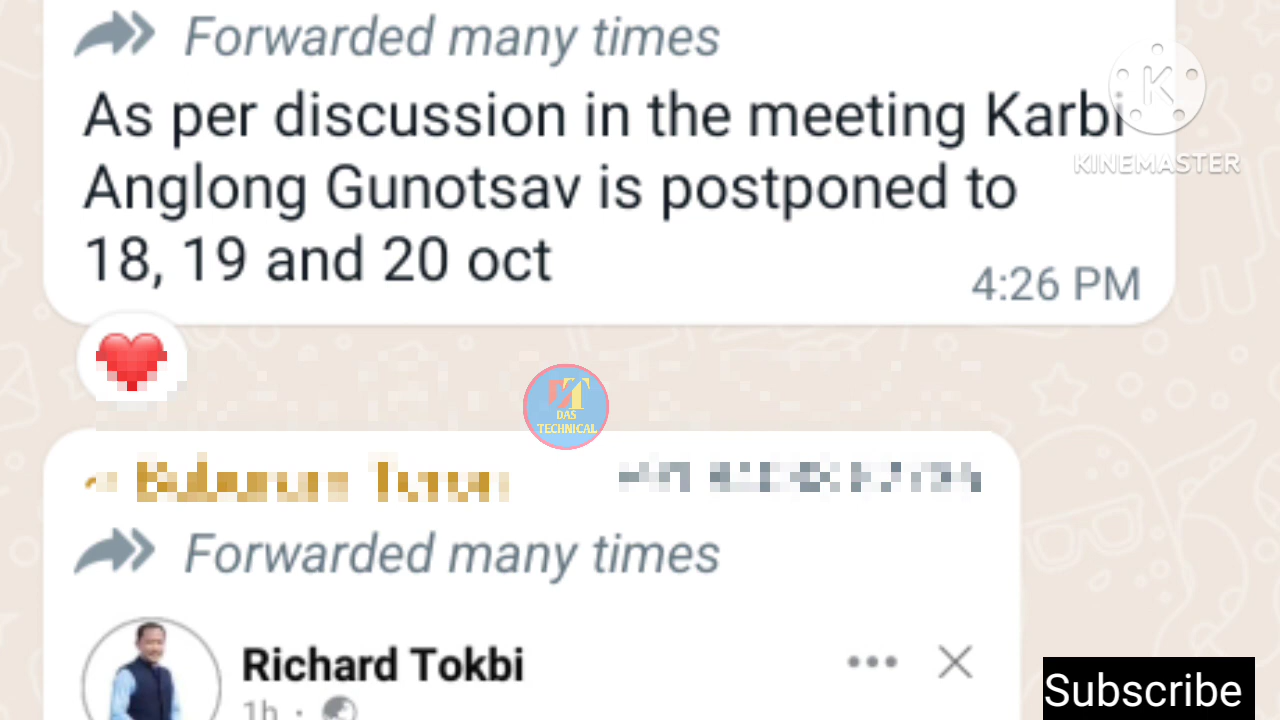 Forwarded many times
As per discussion in the meeting Karbi
Anglong Gunotsav is postponed to
18, 19 and 20 oct
4:26 PM
KINEMASTER
DAS
TECHNICAL
Forwarded many times
Richard Tokbi
1h
Subscribe